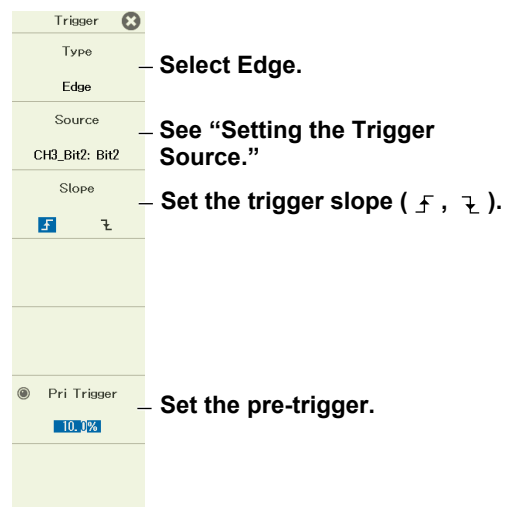 Trigger
Type
Edge
Select Edge.
Source
CH3_Bit2: Bit2
See “Setting the Trigger
Source.”
Slope
Set the trigger slope ( , ).
Pri Trigger
10.0%
Set the pre-trigger.